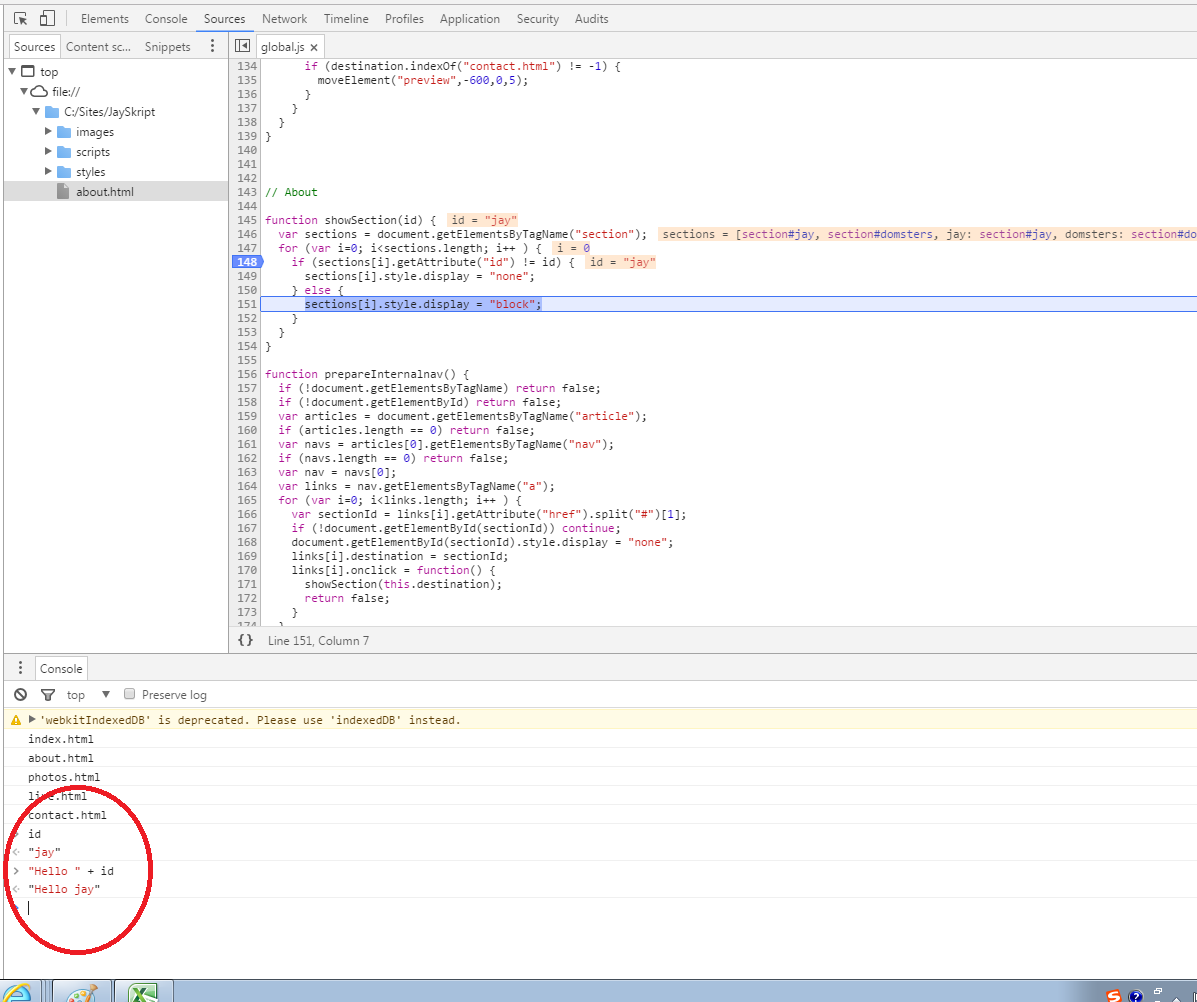 Elements Console Sources Network Timeline Profiles Application Security Audits
Sources Content sc... Snippets
global.js ×
top
file://
C:/Sites/JaySkript
images
scripts
styles
about.html
134 if (destination.indexOf("contact.html") != -1) {
135 moveElement("preview",-600,0,5);
136 }
137 }
138 }
139 }
140
141
142
143 // About
144
145 function showSection(id) { id = "jay"
146 var sections = document.getElementsByTagName("section"); sections = [section#jay, section#domsters, jay: section#jay, domsters: section#do
147 for (var i=0; i<sections.length; i++ ) { i = 0
148 if (sections[i].getAttribute("id") != id) { id = "jay"
149 sections[i].style.display = "none";
150 } else {
151 sections[i].style.display = "block";
152 }
153 }
154 }
155
156 function prepareInternalnav() {
157 if (!document.getElementsByTagName) return false;
158 if (!document.getElementById) return false;
159 var articles = document.getElementsByTagName("article");
160 if (articles.length == 0) return false;
161 var navs = articles[0].getElementsByTagName("nav");
162 if (navs.length == 0) return false;
163 var nav = navs[0];
164 var links = nav.getElementsByTagName("a");
165 for (var i=0; i<links.length; i++ ) {
166 var sectionId = links[i].getAttribute("href").split("#")[1];
167 if (!document.getElementById(sectionId)) continue;
168 document.getElementById(sectionId).style.display = "none";
169 links[i].destination = sectionId;
170 links[i].onclick = function() {
171 showSection(this.destination);
172 return false;
173 }
174 }
{} Line 151, Column 7
Console
top Preserve log
'webkitIndexedDB' is deprecated. Please use 'indexedDB' instead.
index.html
about.html
photos.html
live.html
contact.html
> id
"jay"
> "Hello " + id
"Hello jay"